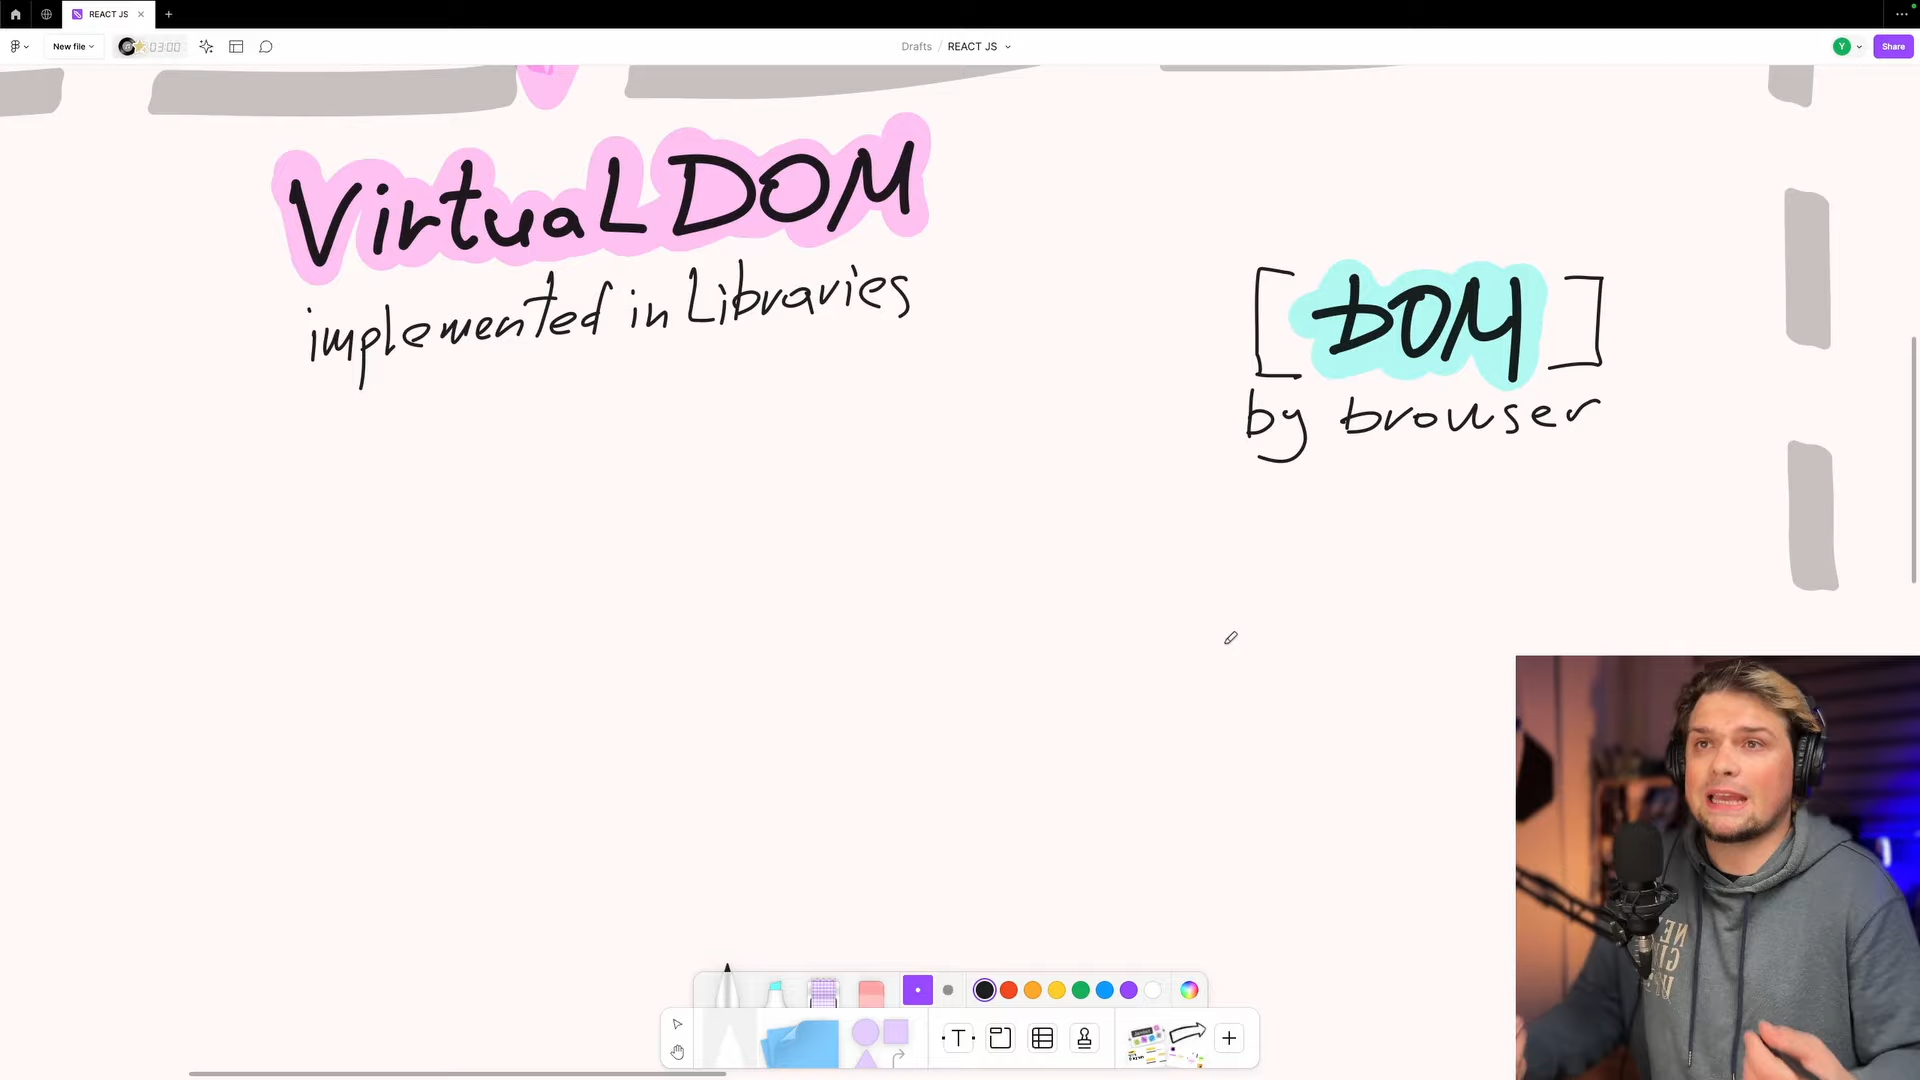 REACT JS
New file
03:00
Drafts / REACT JS
Y
Share
VirtuaL DOM
implemented in Libraries
[ DOM ]
by browser
T